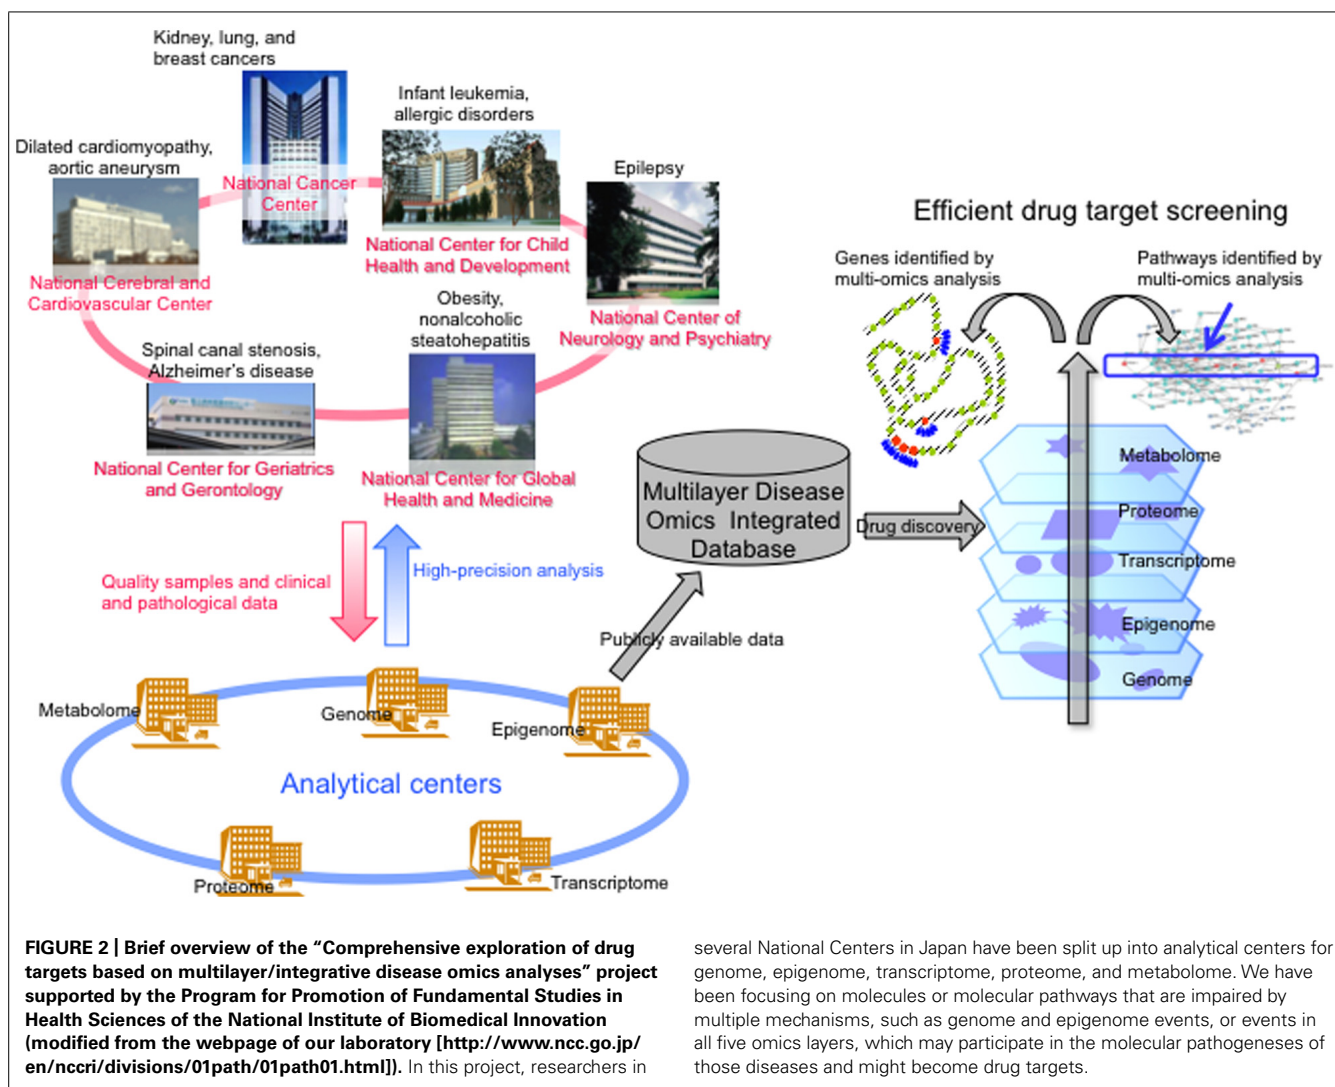 Kidney, lung, and
breast cancers
Infant leukemia,
allergic disorders
Dilated cardiomyopathy,
aortic aneurysm
Epilepsy
National Cancer
Center
National Center for Child
Health and Development
National Cerebral and
Cardiovascular Center
Obesity,
nonalcoholic
steatohepatitis
National Center of
Neurology and Psychiatry
Spinal canal stenosis,
Alzheimer's disease
National Center for Geriatrics
and Gerontology
National Center for Global
Health and Medicine
Quality samples and clinical
and pathological data
High-precision analysis
Metabolome
Genome
Epigenome
Analytical centers
Proteome
Transcriptome
Publicly available data
Multilayer Disease
Omics Integrated
Database
Drug discovery
Efficient drug target screening
Genes identified by
multi-omics analysis
Pathways identified by
multi-omics analysis
Metabolome
Proteome
Transcriptome
Epigenome
Genome
FIGURE 2 | Brief overview of the “Comprehensive exploration of drug
targets based on multilayer/integrative disease omics analyses” project
supported by the Program for Promotion of Fundamental Studies in
Health Sciences of the National Institute of Biomedical Innovation
(modified from the webpage of our laboratory [http://www.ncc.go.jp/
en/nccri/divisions/01path/01path01.html]). In this project, researchers in
several National Centers in Japan have been split up into analytical centers for
genome, epigenome, transcriptome, proteome, and metabolome. We have
been focusing on molecules or molecular pathways that are impaired by
multiple mechanisms, such as genome and epigenome events, or events in
all five omics layers, which may participate in the molecular pathogeneses of
those diseases and might become drug targets.